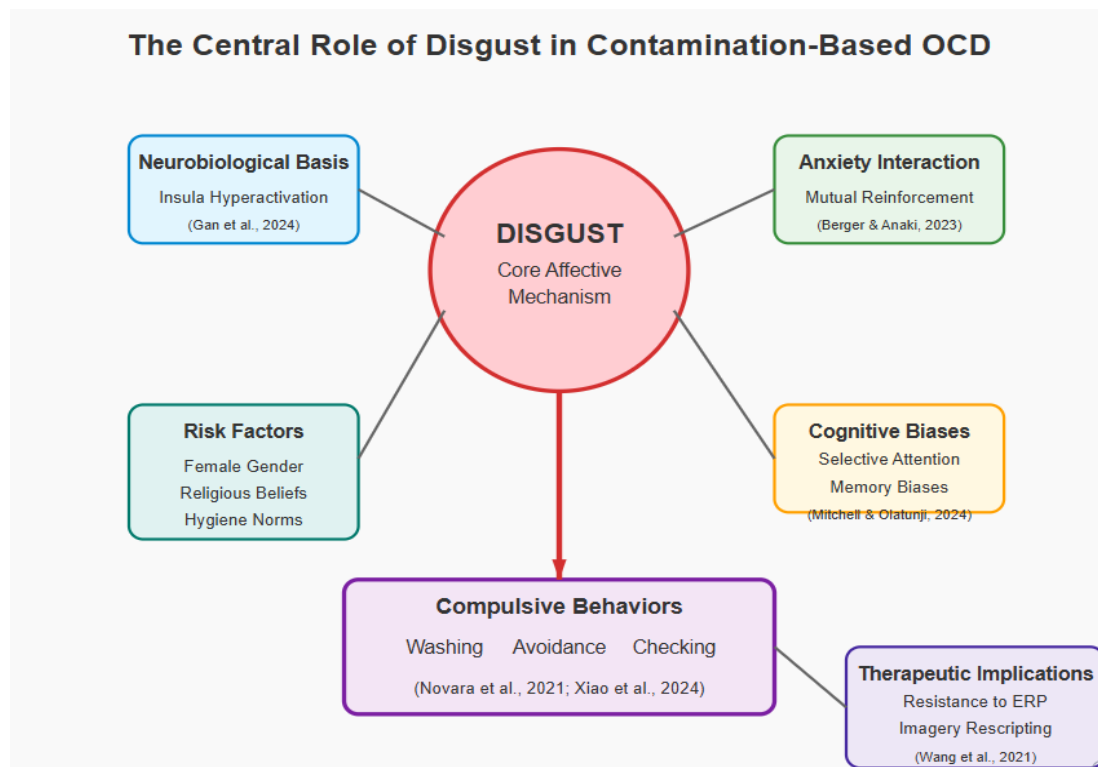 The Central Role of Disgust in Contamination-Based OCD
Neurobiological Basis
Insula Hyperactivation
(Gan et al., 2024)
DISGUST
Core Affective
Mechanism
Anxiety Interaction
Mutual Reinforcement
(Berger & Anaki, 2023)
Risk Factors
Female Gender
Religious Beliefs
Hygiene Norms
Cognitive Biases
Selective Attention
Memory Biases
(Mitchell & Olatunji, 2024)
Compulsive Behaviors
Washing Avoidance Checking
(Novara et al., 2021; Xiao et al., 2024)
Therapeutic Implications
Resistance to ERP
Imagery Rescripting
(Wang et al., 2021)